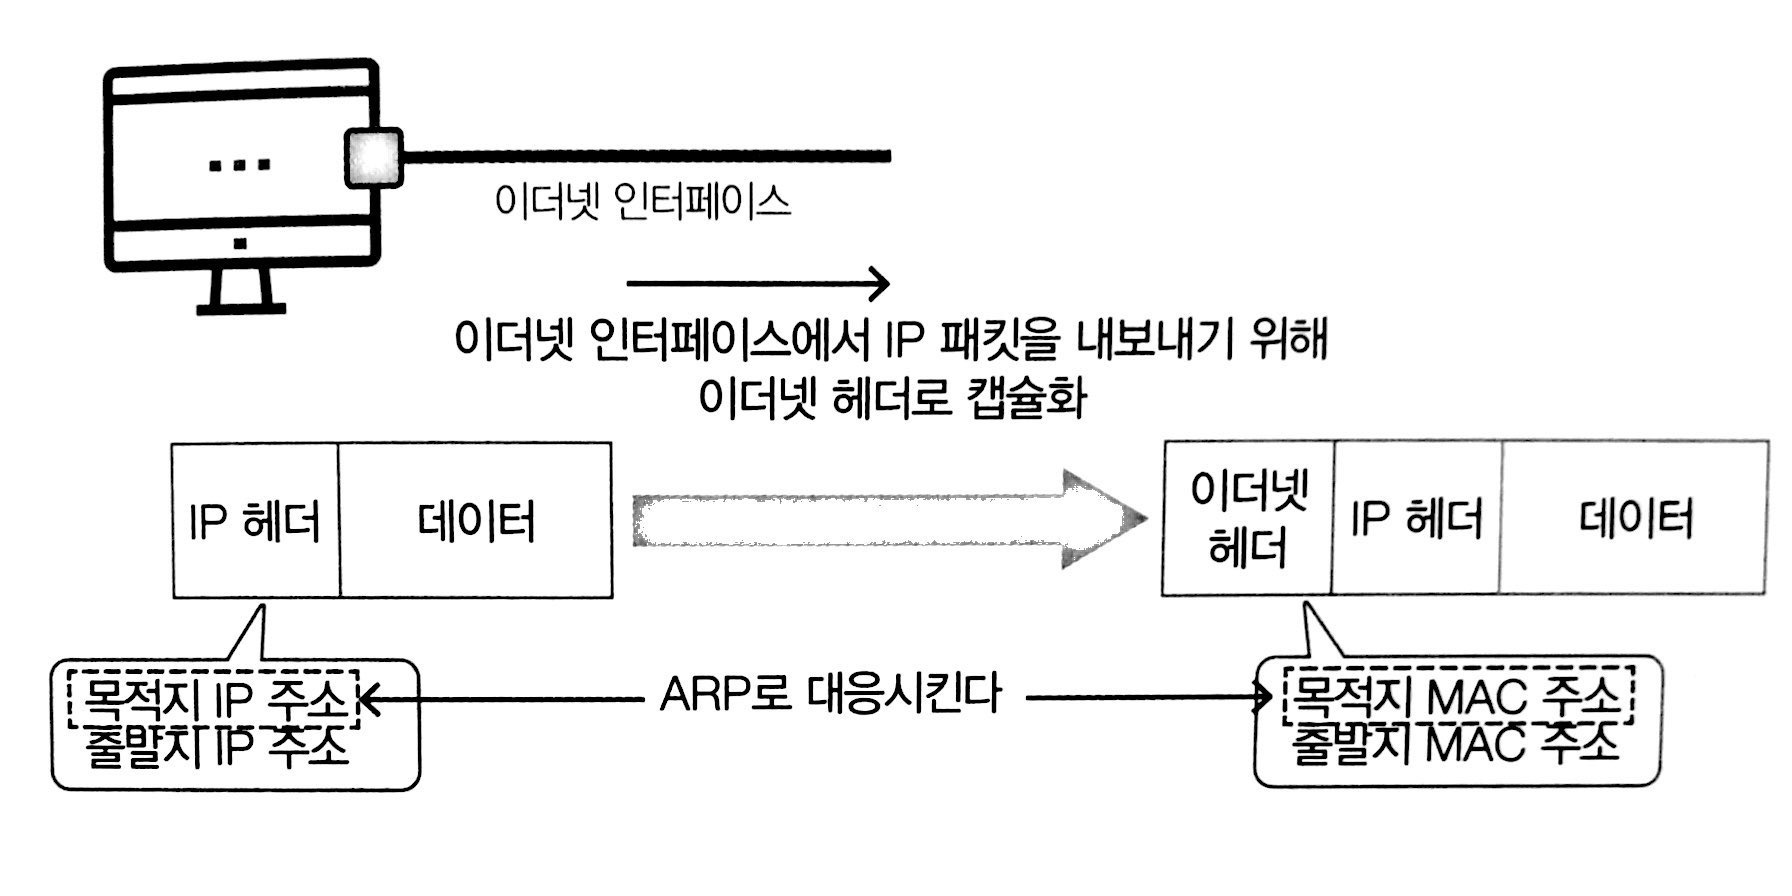 이더넷 인터페이스
이더넷 인터페이스에서 IP 패킷을 내보내기 위해
이더넷 헤더로 캡슐화
IP 헤더
데이터
이더넷
헤더
IP 헤더
데이터
목적지 IP 주소
출발지 IP 주소
ARP로 대응시킨다
목적지 MAC 주소
출발지 MAC 주소